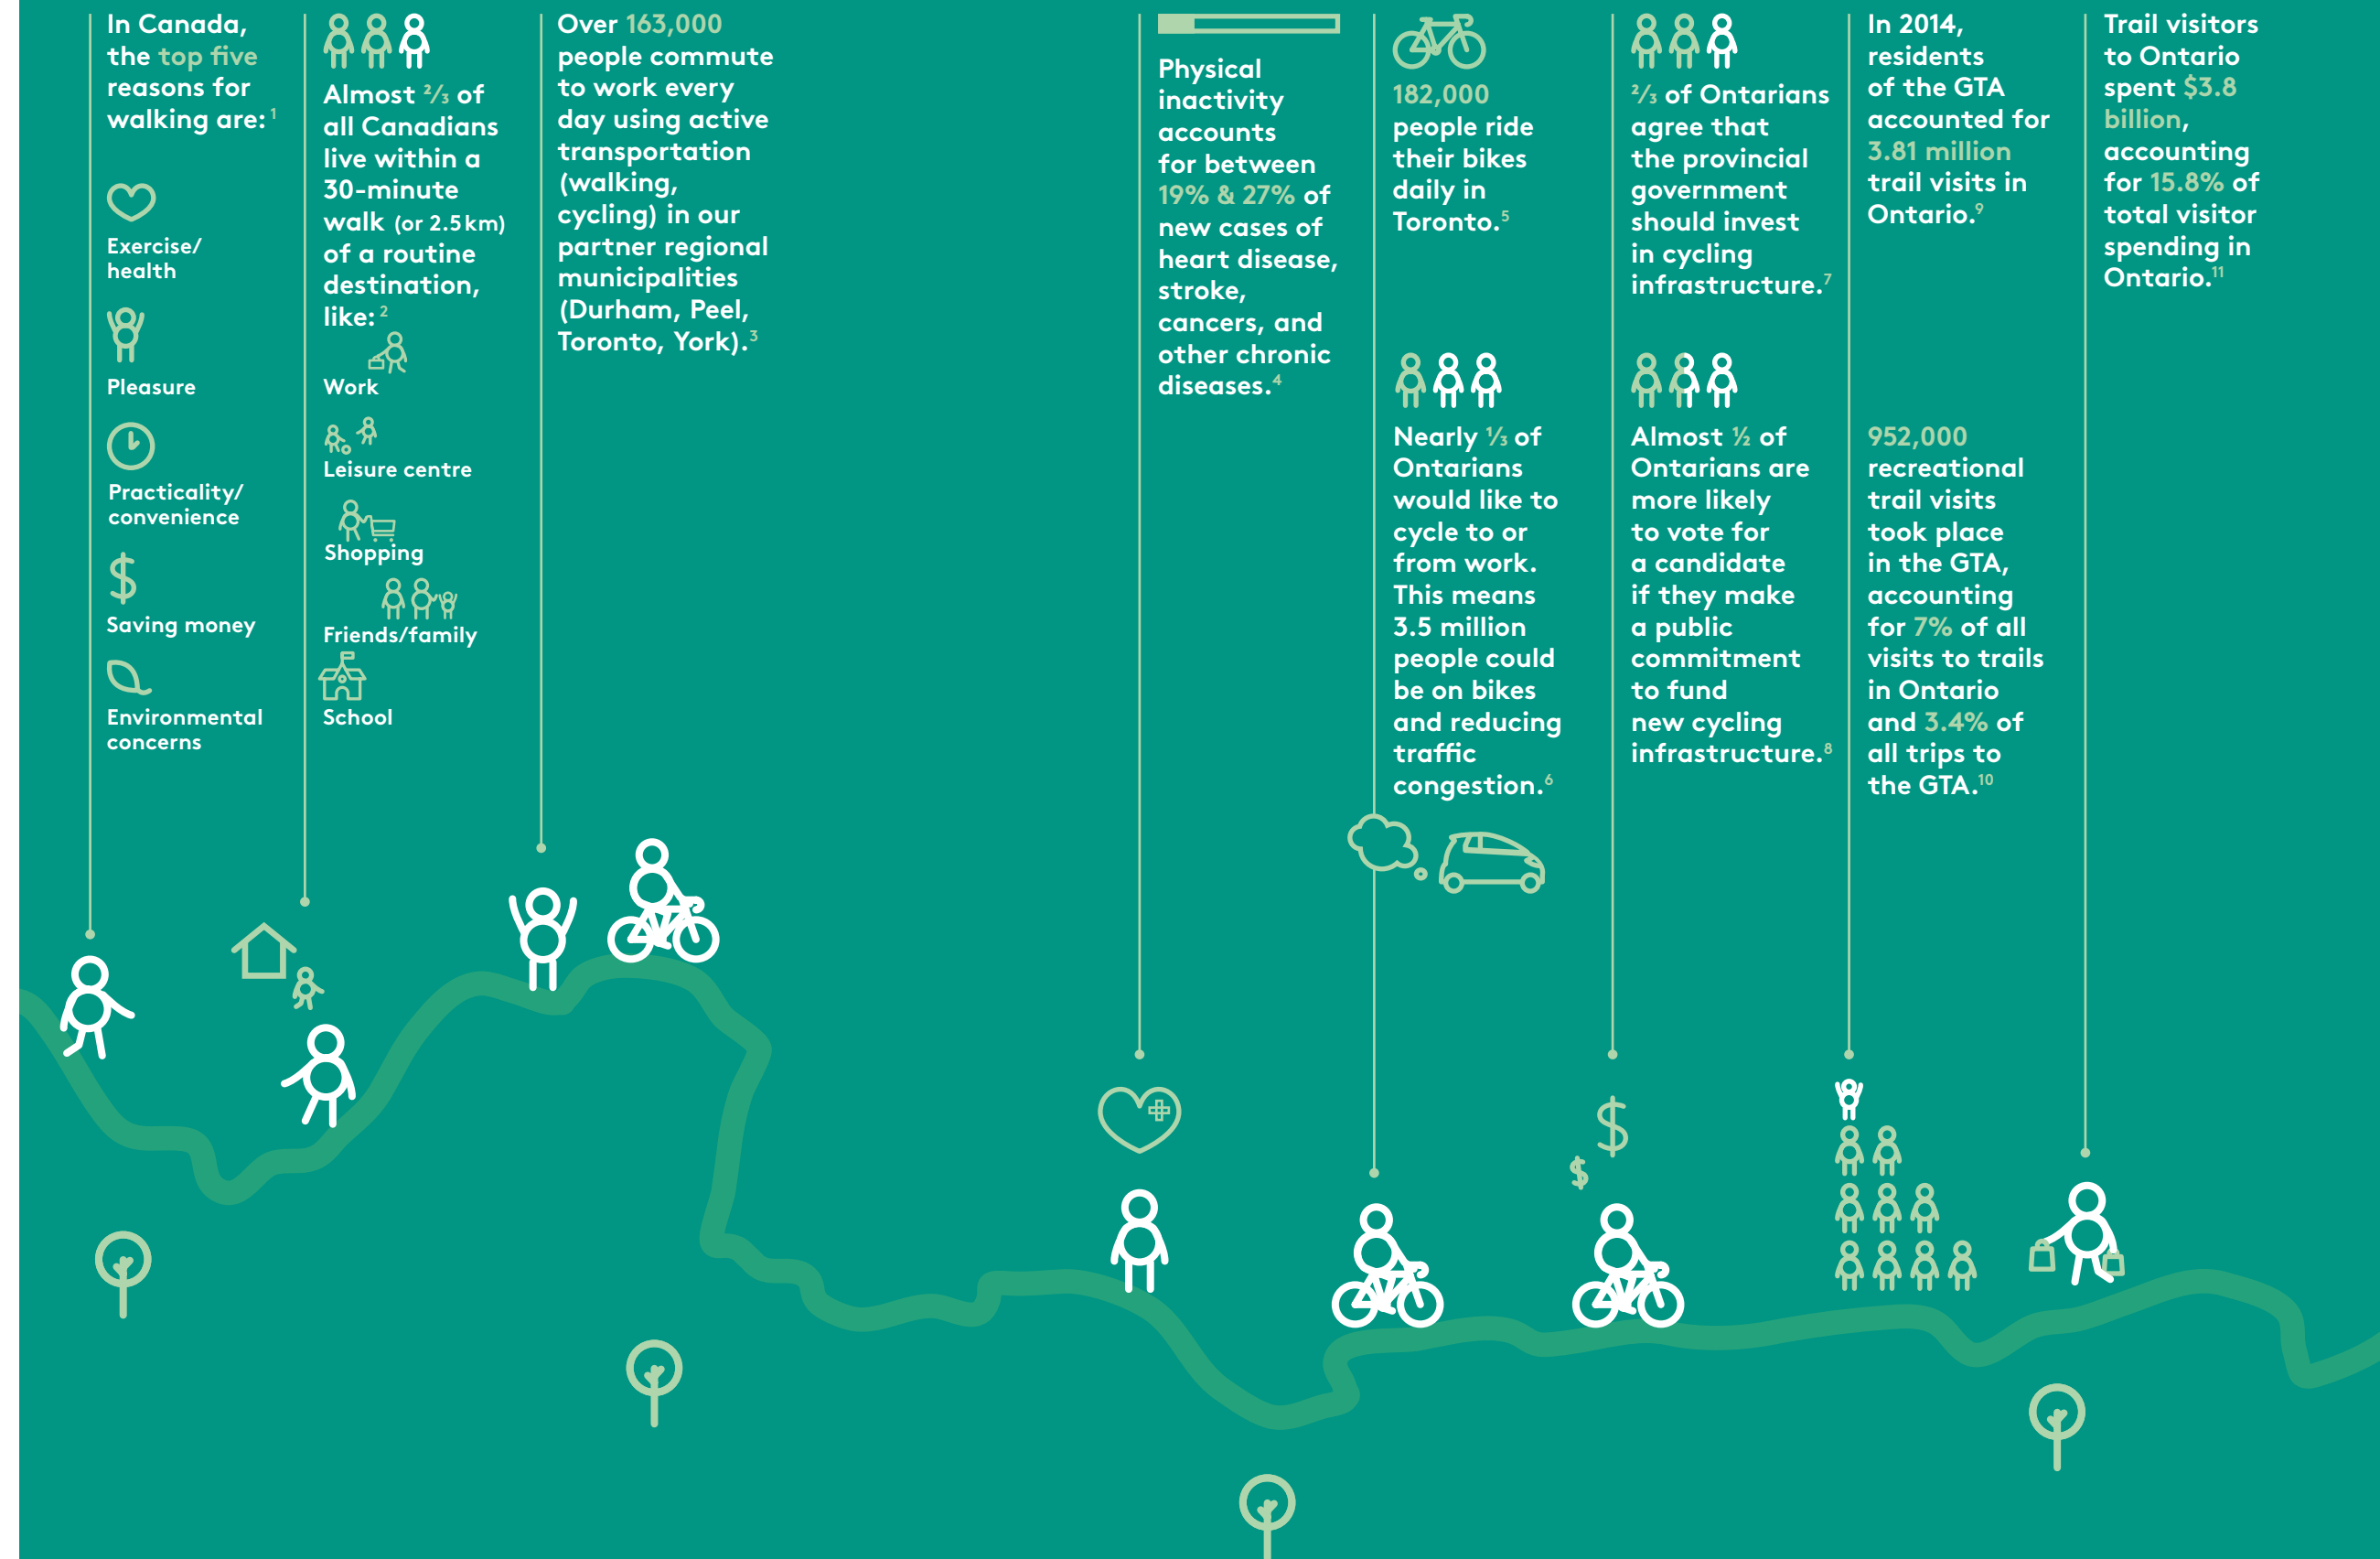 In Canada,
the top five
reasons for
walking are:1
Exercise/
health
Pleasure
Practicality/
convenience
$
Saving money
Environmental
concerns
Almost ⅔ of
all Canadians
live within a
30-minute
walk (or 2.5km)
of a routine
destination,
like:2
Work
Leisure centre
Shopping
Friends/family
School
Over 163,000
people commute
to work every
day using active
transportation
(walking,
cycling) in our
partner regional
municipalities
(Durham, Peel,
Toronto, York).3
Physical
inactivity
accounts
for between
19% & 27% of
new cases of
heart disease,
stroke,
cancers, and
other chronic
diseases.4
182,000
people ride
their bikes
daily in
Toronto.5
Nearly ⅓ of
Ontarians
would like to
cycle to or
from work.
This means
3.5 million
people could
be on bikes
and reducing
traffic
congestion.6
⅔ of Ontarians
agree that
the provincial
government
should invest
in cycling
infrastructure.7
Almost ½ of
Ontarians are
more likely
to vote for
a candidate
if they make
a public
commitment
to fund
new cycling
infrastructure.8
$
$
In 2014,
residents
of the GTA
accounted for
3.81 million
trail visits in
Ontario.9
952,000
recreational
trail visits
took place
in the GTA,
accounting
for 7% of all
visits to trails
in Ontario
and 3.4% of
all trips to
the GTA.10
Trail visitors
to Ontario
spent $3.8
billion,
accounting
for 15.8% of
total visitor
spending in
Ontario.11